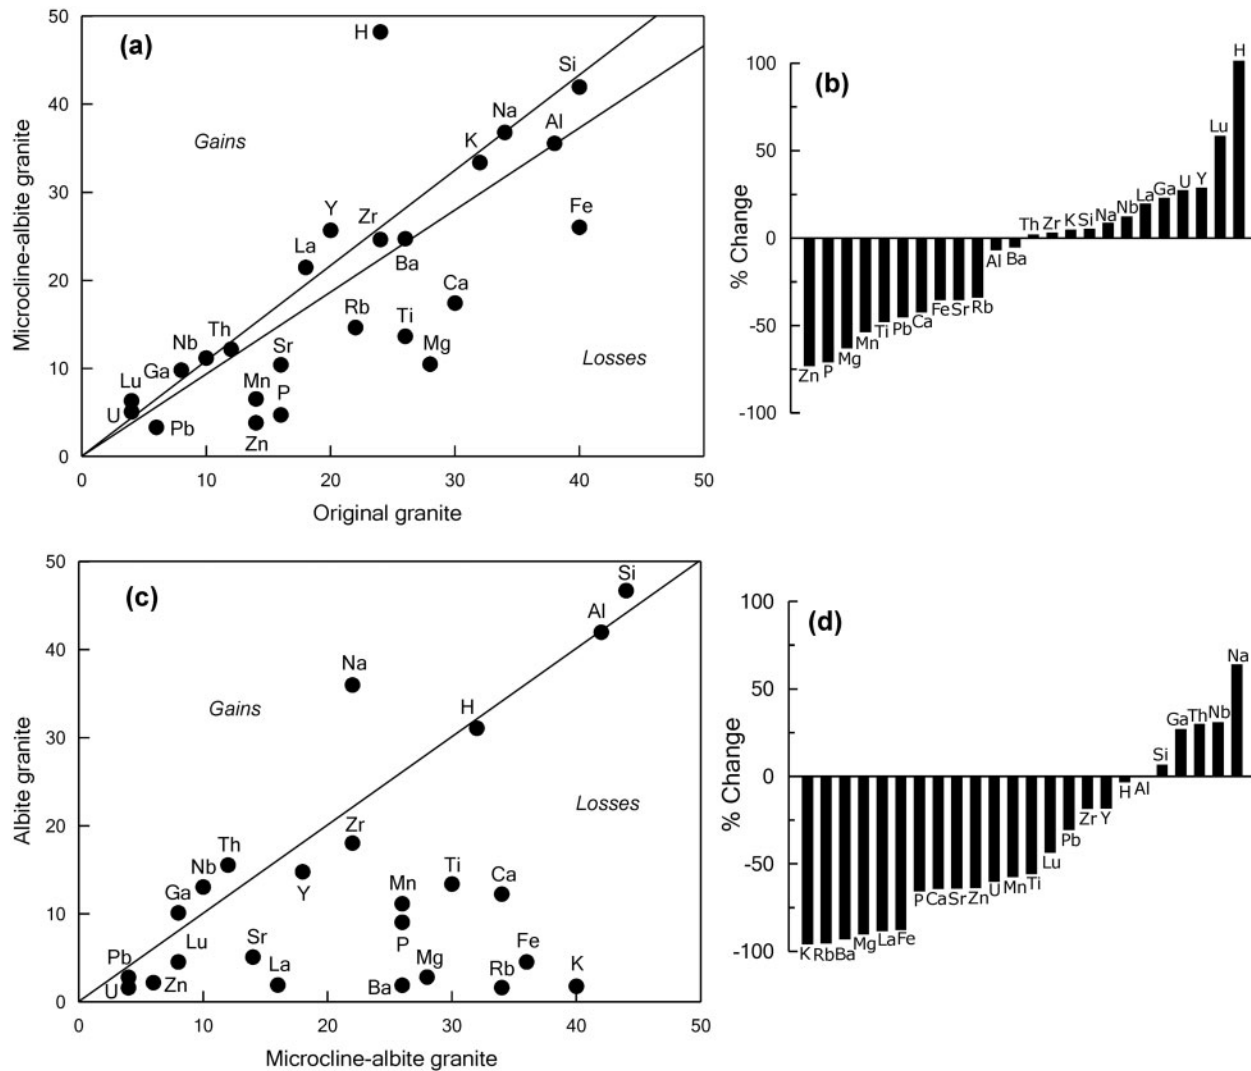 (a)
Microcline-albite granite
50
40
30
20
10
0
0 10 20 30 40 50
Original granite
Gains
Losses
H
Si
Na
Al
K
Fe
Y
Zr
La
Ba
Ca
Rb
Ti
Mg
Nb
Th
Ga
Sr
Lu
Mn
P
U
Pb
Zn
(b)
% Change
100
50
0
-50
-100
Zn P Mg Mn Ti Pb Ca Fe Sr Rb Al Ba Th Zr K Si Na Nb La Ga U Y Lu H
(c)
Albite granite
50
40
30
20
10
0
0 10 20 30 40 50
Microcline-albite granite
Gains
Losses
Si
Al
Na
H
Zr
Th
Nb
Ga
Y
Ti
Ca
Mn
P
Lu
Sr
Pb
La
Mg
Fe
U
Zn
Ba
Rb
K
(d)
% Change
100
50
0
-50
-100
K Rb Ba Mg La Fe P Ca Sr Zn U Mn Ti Lu Pb Zr Y H Al Si Ga Th Nb Na